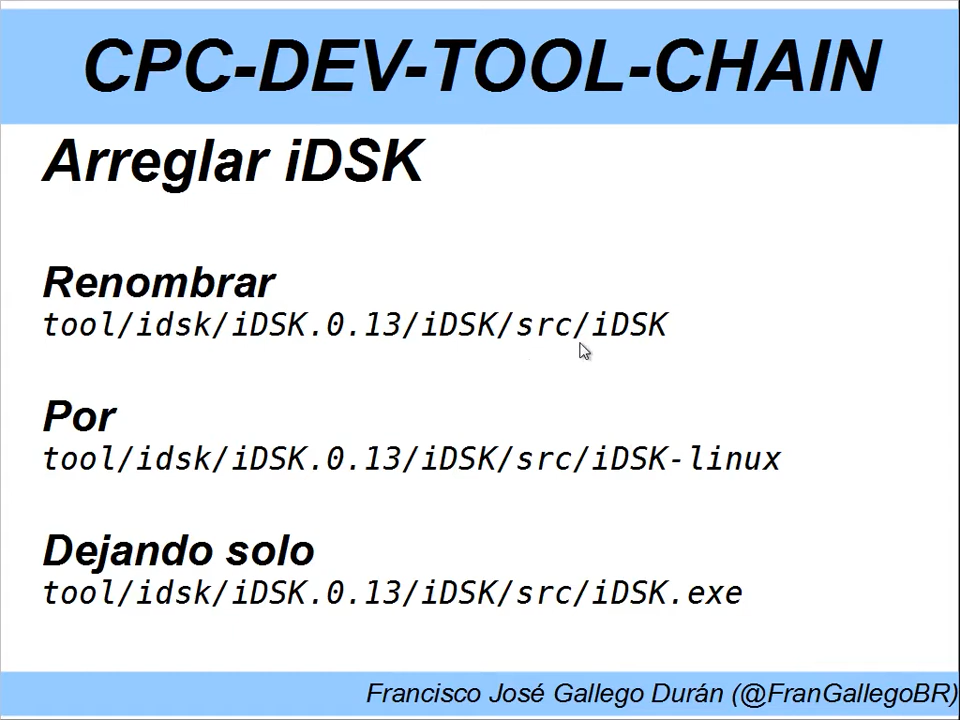 CPC-DEV-TOOL-CHAIN
Arreglar iDSK
Renombrar
tool/idsk/iDSK.0.13/iDSK/src/iDSK
Por
tool/idsk/iDSK.0.13/iDSK/src/iDSK-linux
Dejando solo
tool/idsk/iDSK.0.13/iDSK/src/iDSK.exe
Francisco José Gallego Durán (@FranGallegoBR)